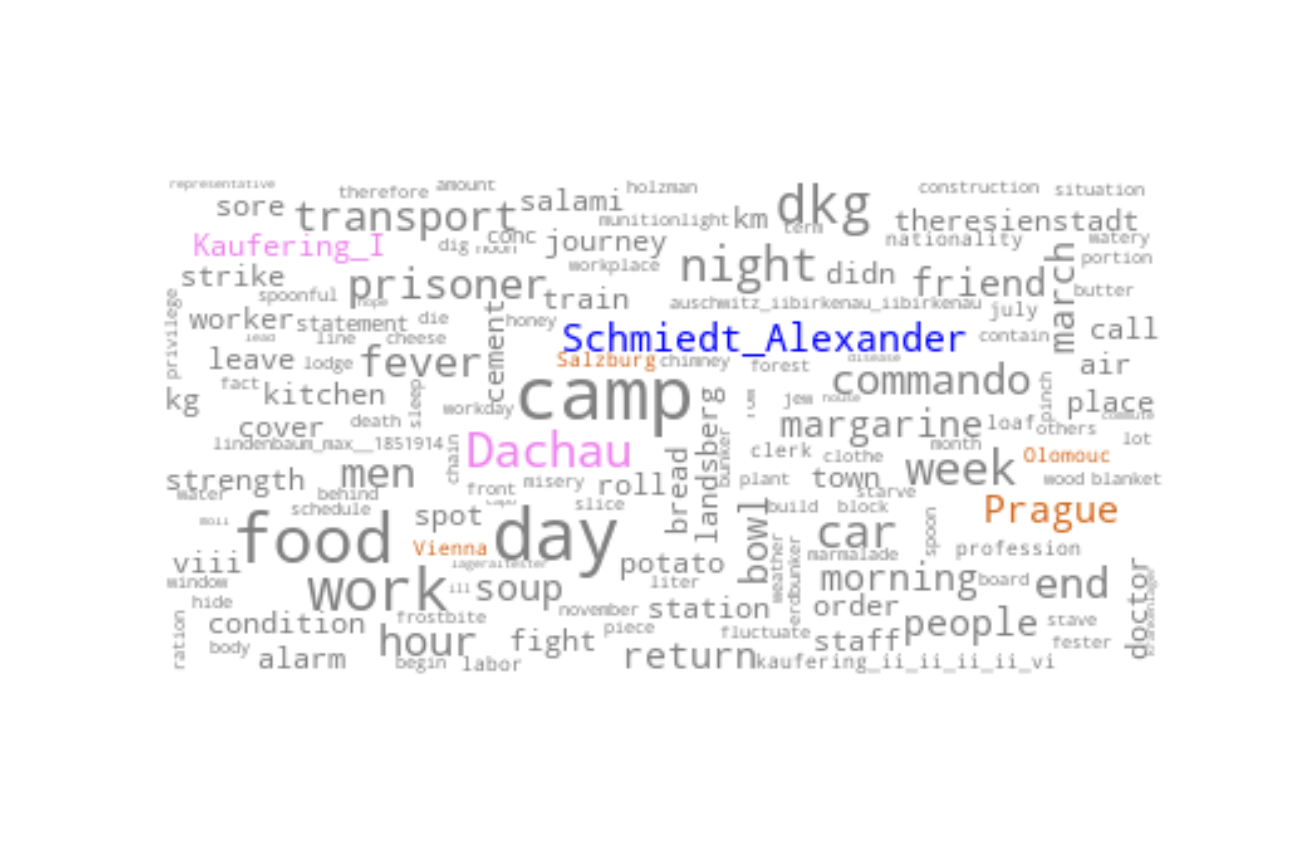 representative therefore amount holzman construction situation
sore transport salami munitionlight km dkg term theresienstadt
Kaufering_I dig noon conc journey nationality watery
strike prisoner workplace night didn friend march portion
privilege spoonful hope train auschwitz_iibirkenau_iibirkenau july butter
worker statement die cement honey Schmiedt_Alexander contain call
lead line cheese
leave lodge fever Salzburg chimney forest disease air
kg fact kitchen sleep workday camp landsberg jew route commando pinch place
cover death margarine loaf others commute
lindenbaum_max__1851914 chain Dachau bunker clerk clothe month lot
strength men front misery roll bread plant town week Olomouc
water behind starve wood blanket
schedule slice bowl build block Prague
food spot day car spoon
viii Vienna lageraltester potato weather erdbunker marmalade profession
window work ill soup liter morning board end doctor
hide frostbite november station order
ration condition hour fight piece fluctuate staff people stave
body alarm begin labor return kaufering_ii_ii_ii_ii_vi fester